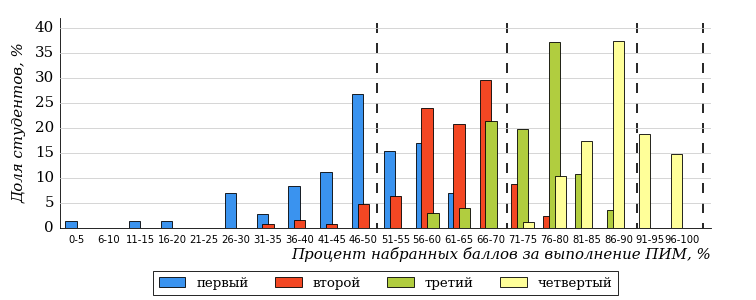 Доля студентов, %
40
35
30
25
20
15
10
5
0
0-5 6-10 11-15 16-20 21-25 26-30 31-35 36-40 41-45 46-50 51-55 56-60 61-65 66-70 71-75 76-80 81-85 86-90 91-95 96-100
Процент набранных баллов за выполнение ПИМ, %
первый второй третий четвертый